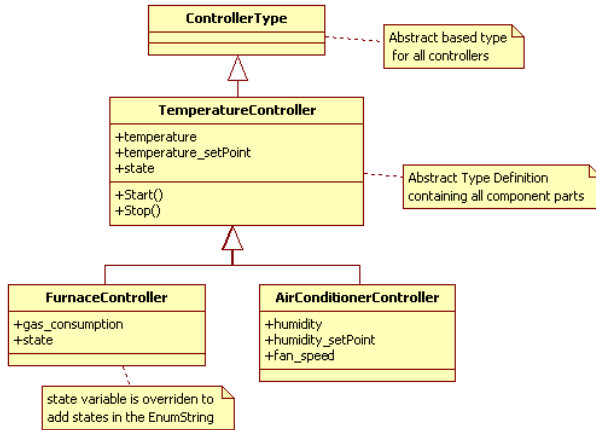 ControllerType
Abstract based type
for all controllers
TemperatureController
+temperature
+temperature_setPoint
+state
+Start()
+Stop()
Abstract Type Definition
containing all component parts
FurnaceController
+gas_consumption
+state
AirConditionerController
+humidity
+humidity_setPoint
+fan_speed
state variable is overriden to
add states in the EnumString